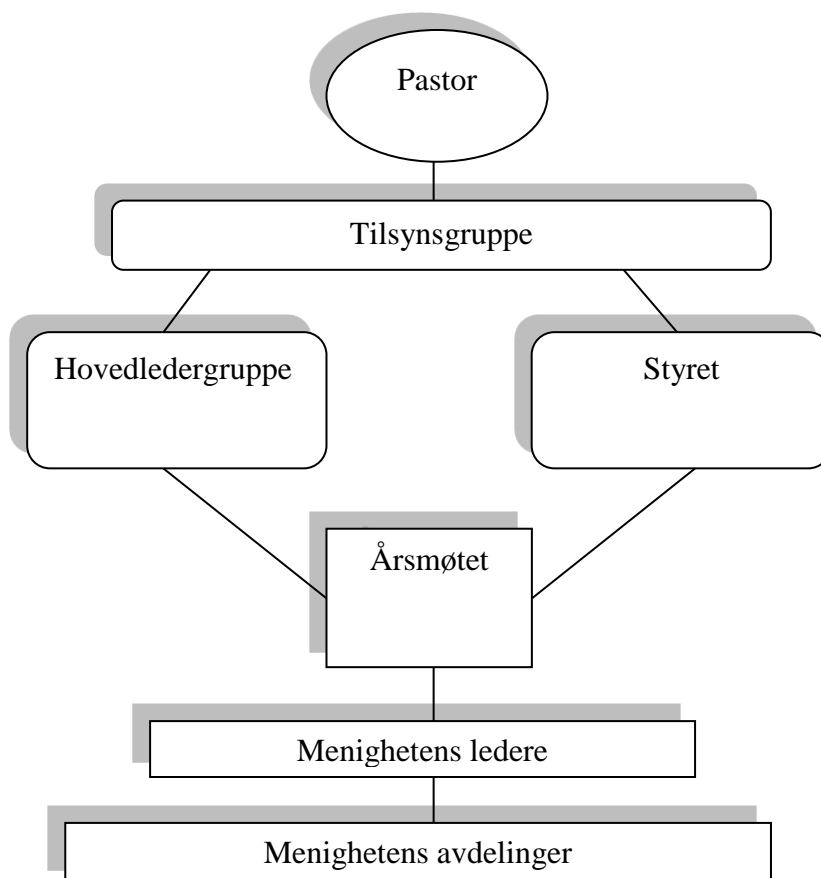 Pastor
Tilsynsgruppe
Hovedledergruppe
Styret
Årsmøtet
Menighetens ledere
Menighetens avdelinger